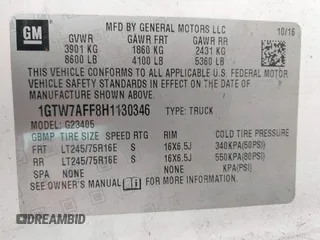 GM
MFD BY GENERAL MOTORS LLC
10/16
GVWR GAWR FRT GAWR RR
3901 KG 1860 KG 2431 KG
8600 LB 4100 LB 5360 LB
THIS VEHICLE CONFORMS TO ALL APPLICABLE U.S. FEDERAL MOTOR
VEHICLE SAFETY STANDARDS IN EFFECT ON THE DATE OF
MANUFACTURE SHOWN ABOVE.
1GTW7AFF8H1130346 TYPE: TRUCK
MODEL: G23405
GBMP TIRE SIZE SPEED RTG RIM COLD TIRE PRESSURE
FRT LT245/75R16E S 16X6.5J 340KPA(50PSI)
RR LT245/75R16E S 16X6.5J 550KPA(80PSI)
SPA NONE NONE NONE KPA(PSI)
SEE OWNER'S MANUAL FOR ADDITIONAL INFORMATION.
DREAMBID